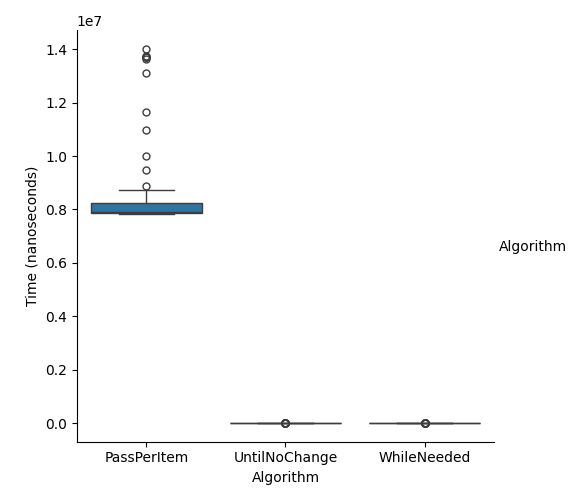 1e7
1.4
1.2
1.0
0.8
0.6
0.4
0.2
0.0
Time (nanoseconds)
PassPerItem UntilNoChange WhileNeeded
Algorithm
Algorithm